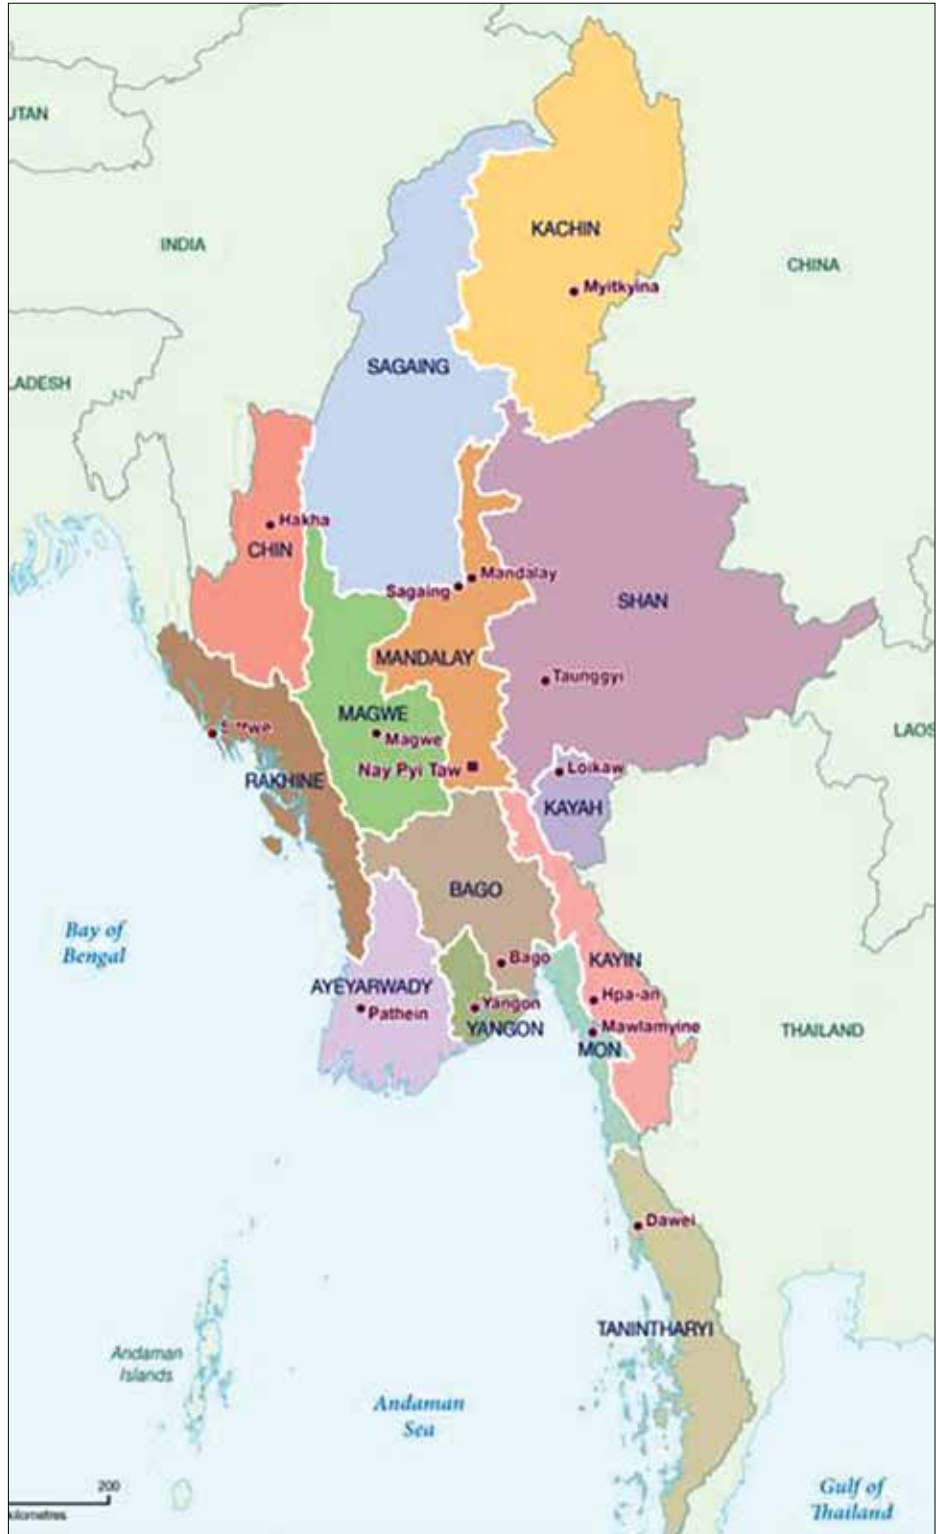 UTAN
INDIA
KACHIN
CHINA
Myitkyina
SAGAING
LADESH
Hakha
CHIN
Mandalay
Sagaing
SHAN
MANDALAY
Taunggyi
MAGWE
Sittwe
Magwe
LAOS
Nay Pyi Taw
Loikaw
RAKHINE
KAYAH
BAGO
Bay of
Bengal
Bago
KAYIN
AYEYARWADY
Hpa-an
Yangon
Pathein
YANGON
Mawlamyine
THAILAND
MON
Dawei
TANINTHARYI
Andaman
Islands
Andaman
Sea
200
kilometres
Gulf of
Thailand